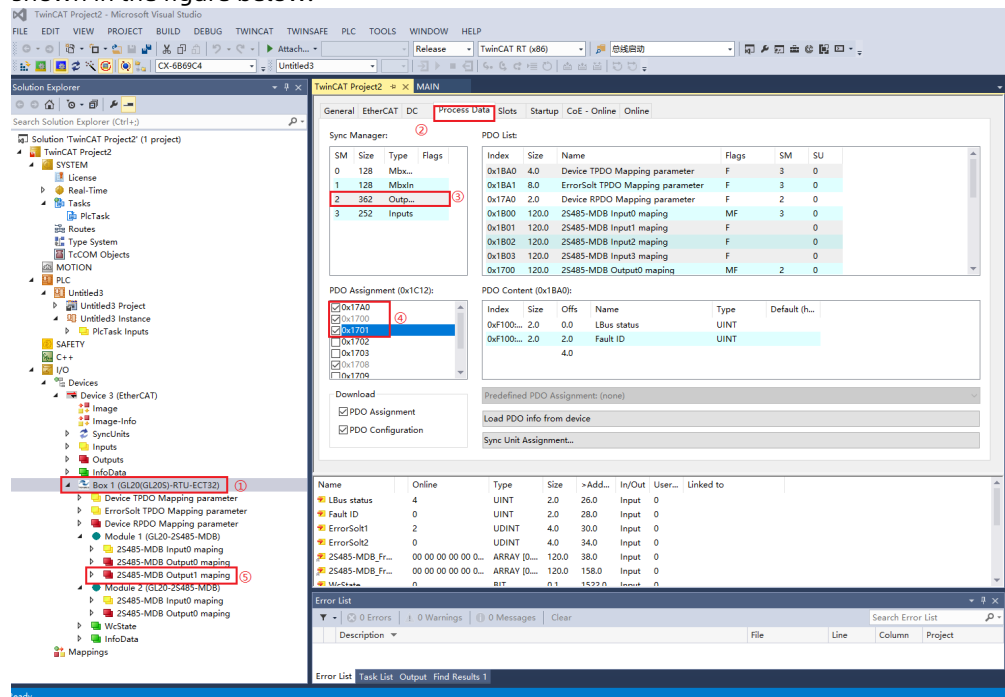 TwinCAT Project2 - Microsoft Visual Studio
FILE EDIT VIEW PROJECT BUILD DEBUG TWINCAT TWINSAFE PLC TOOLS WINDOW HELP
Attach... Release TwinCAT RT (x86) 总线启动
CX-6B69C4 Untitled3
Solution Explorer
Search Solution Explorer (Ctrl+;)
Solution 'TwinCAT Project2' (1 project)
TwinCAT Project2
SYSTEM
License
Real-Time
Tasks
PlcTask
Routes
Type System
TcCOM Objects
MOTION
PLC
Untitled3
Untitled3 Project
Untitled3 Instance
PlcTask Inputs
SAFETY
C++
I/O
Devices
Device 3 (EtherCAT)
Image
Image-Info
SyncUnits
Inputs
Outputs
InfoData
Box 1 (GL20(GL20S)-RTU-ECT32) ①
Device TPDO Mapping parameter
ErrorSolt TPDO Mapping parameter
Device RPDO Mapping parameter
Module 1 (GL20-2S485-MDB)
2S485-MDB Input0 maping
2S485-MDB Output0 maping
2S485-MDB Output1 maping ⑤
Module 2 (GL20-2S485-MDB)
2S485-MDB Input0 maping
2S485-MDB Output0 maping
WcState
InfoData
Mappings
TwinCAT Project2 MAIN
General EtherCAT DC Process Data Slots Startup CoE - Online Online
②
Sync Manager:
SM Size Type Flags
0 128 Mbx...
1 128 MbxIn
2 362 Outp... ③
3 252 Inputs
PDO List:
Index Size Name Flags SM SU
0x1BA0 4.0 Device TPDO Mapping parameter F 3 0
0x1BA1 8.0 ErrorSolt TPDO Mapping parameter F 3 0
0x17A0 2.0 Device RPDO Mapping parameter F 2 0
0x1B00 120.0 2S485-MDB Input0 maping MF 3 0
0x1B01 120.0 2S485-MDB Input1 maping F 0
0x1B02 120.0 2S485-MDB Input2 maping F 0
0x1B03 120.0 2S485-MDB Input3 maping F 0
0x1700 120.0 2S485-MDB Output0 maping MF 2 0
PDO Assignment (0x1C12):
0x17A0
0x1700 ④
0x1701
0x1702
0x1703
0x1708
0x1709
PDO Content (0x1BA0):
Index Size Offs Name Type Default (h...
0xF100:... 2.0 0.0 LBus status UINT
0xF100:... 2.0 2.0 Fault ID UINT
4.0
Download
PDO Assignment
PDO Configuration
Predefined PDO Assignment: (none)
Load PDO info from device
Sync Unit Assignment...
Name Online Type Size >Add... In/Out User... Linked to
LBus status 4 UINT 2.0 26.0 Input 0
Fault ID 0 UINT 2.0 28.0 Input 0
ErrorSolt1 2 UDINT 4.0 30.0 Input 0
ErrorSolt2 0 UDINT 4.0 34.0 Input 0
2S485-MDB_Fr... 00 00 00 00 00 0... ARRAY [0.... 120.0 38.0 Input 0
2S485-MDB_Fr... 00 00 00 00 00 0... ARRAY [0.... 120.0 158.0 Input 0
WcState 0 BIT 0.1 1522.0 Input 0
Error List
0 Errors 0 Warnings 0 Messages Clear Search Error List
Description File Line Column Project
Error List Task List Output Find Results 1